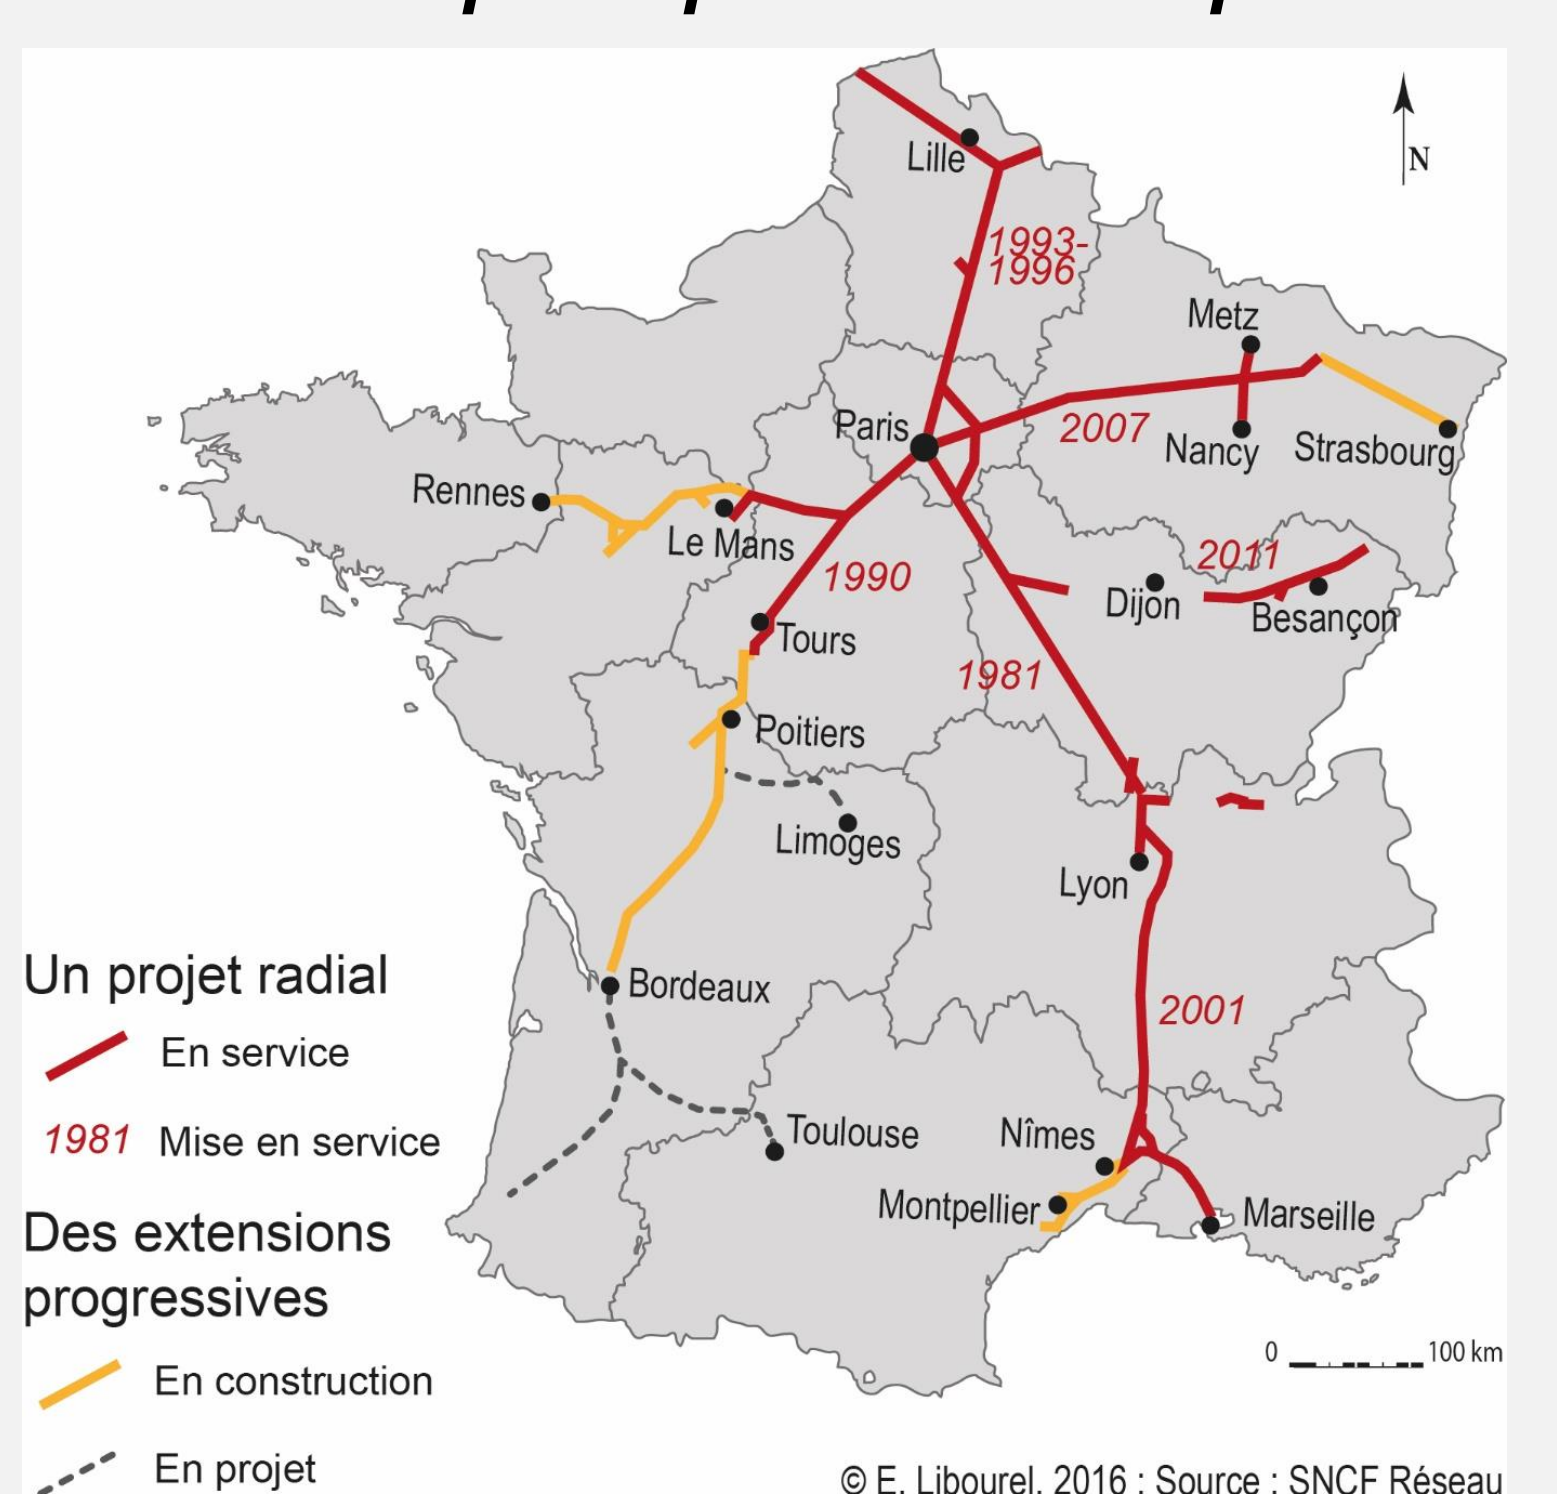 N
Lille
1993-
1996
Metz
Paris
2007
Nancy
Strasbourg
Rennes
Le Mans
2011
1990
Dijon
Besançon
Tours
1981
Poitiers
Limoges
Lyon
Un projet radial
Bordeaux
2001
En service
Toulouse
Nîmes
1981 Mise en service
Montpellier
Marseille
Des extensions
progressives
0 100 km
En construction
En projet
© E. Libourel, 2016 ; Source : SNCF Réseau